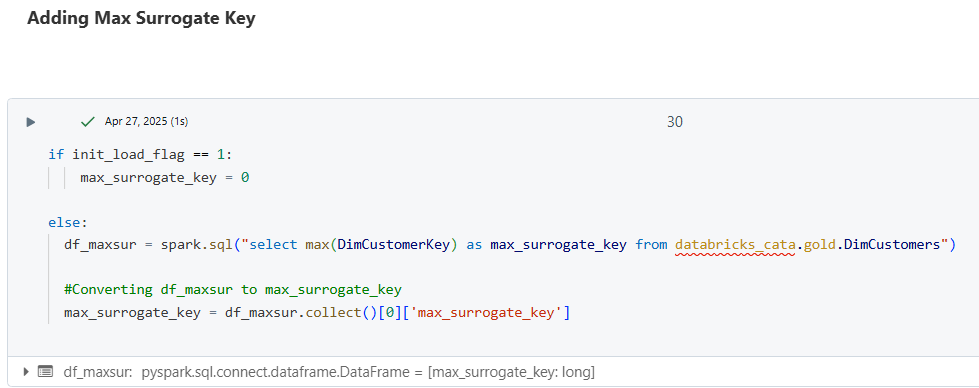 Adding Max Surrogate Key
Apr 27, 2025 (1s)
30
if init_load_flag == 1:
max_surrogate_key = 0
else:
df_maxsur = spark.sql("select max(DimCustomerKey) as max_surrogate_key from databricks_cata.gold.DimCustomers")
#Converting df_maxsur to max_surrogate_key
max_surrogate_key = df_maxsur.collect()[0]['max_surrogate_key']
df_maxsur: pyspark.sql.connect.dataframe.DataFrame = [max_surrogate_key: long]